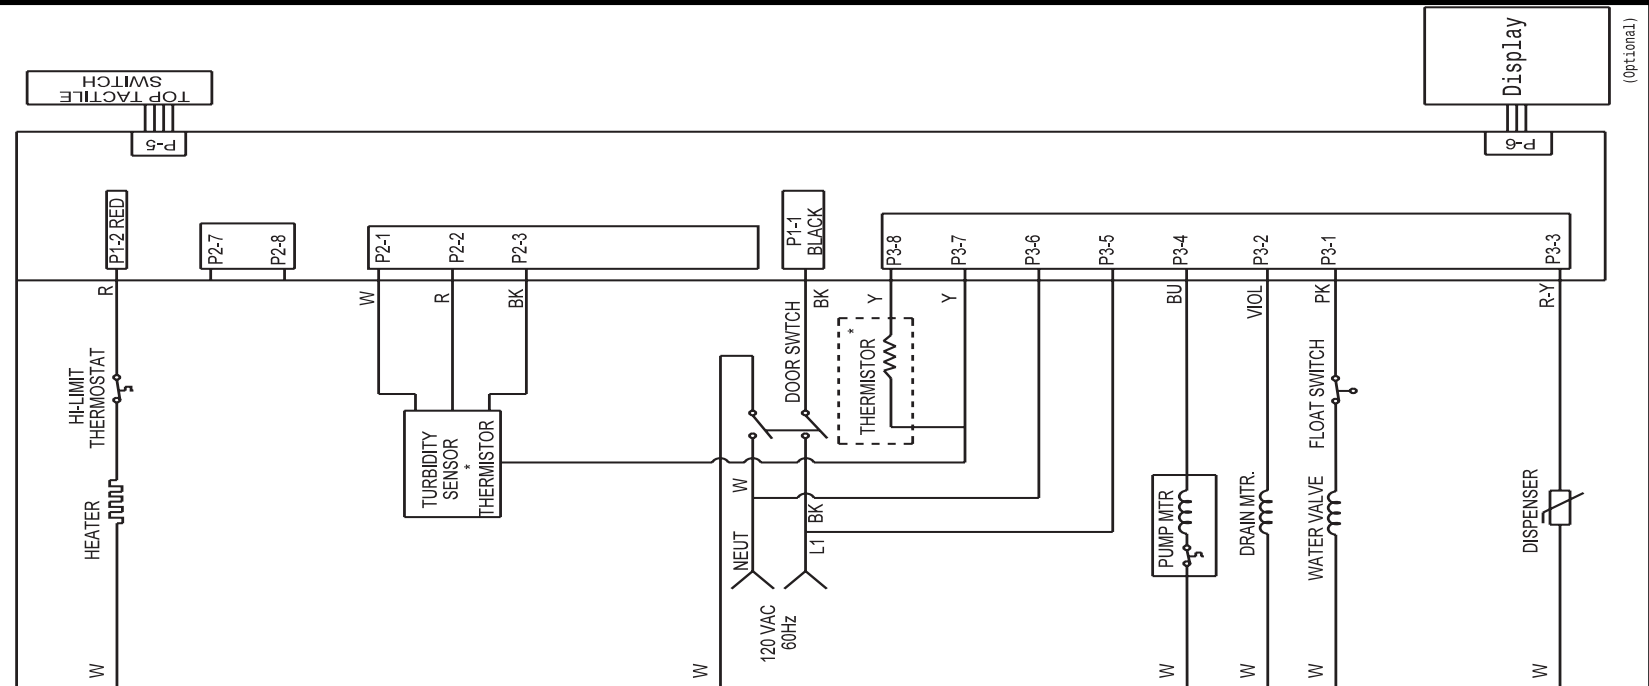 TOP TACTILE
SWITCH
P-5
Display
(Optional)
P-6
P1-2 RED
P2-7
P2-8
P2-1
P2-2
P2-3
P1-1
BLACK
P3-8
P3-7
P3-6
P3-5
P3-4
P3-2
P3-1
P3-3
R
W
R
BK
BK
Y
Y
BU
VIOL
PK
R-Y
HI-LIMIT
THERMOSTAT
DOOR SWTCH
THERMISTOR
*
FLOAT SWITCH
TURBIDITY
SENSOR
*
THERMISTOR
HEATER
W
BK
NEUT
L1
PUMP MTR
DRAIN MTR.
WATER VALVE
DISPENSER
120 VAC
60Hz
W
W
W
W
W
W